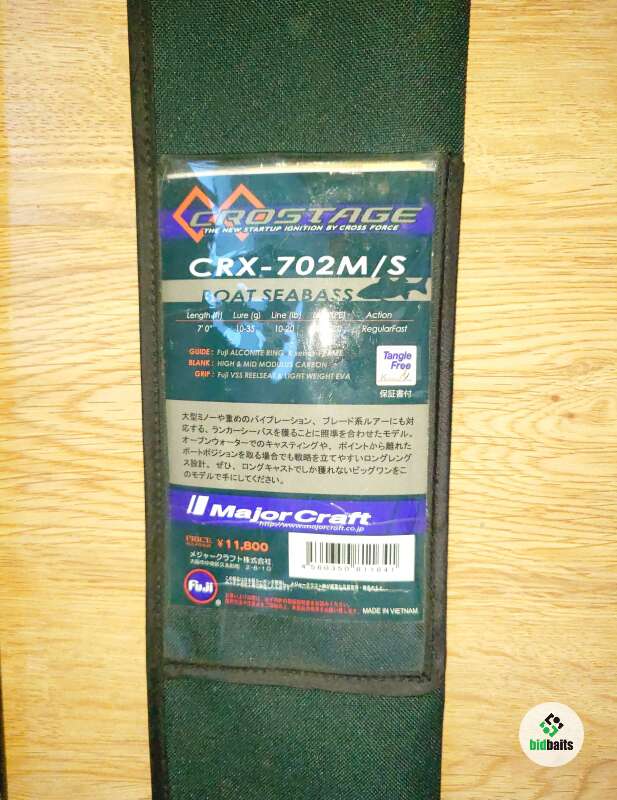 CROSTAGE
THE NEW STARTUP IGNITION BY CROSS FORCE
CRX-702M/S
BOAT SEABASS
Length (ft) Lure (g) Line (lb) Action
7' 0" 10-35 10-20 RegularFast
GUIDE : Fuji ALCONITE RING
BLANK : HIGH & MID MODULUS CARBON
GRIP : Fuji VSS REELSEAT & LIGHT WEIGHT EVA
Tangle
Free
保証書付
大型ミノーや重めのバイブレーション、ブレード系ルアーにも対
応する、ランカーシーバスを獲ることに照準を合わせたモデル。
オープンウォーターでのキャスティングや、ポイントから離れた
ボートポジションを取る場合でも戦略を立てやすいロングレング
ス設計。ぜひ、ロングキャストでしか獲れないビッグワンをこ
のモデルで手にしてください。
Major Craft
http://www.majorcraft.co.jp
PRICE ¥11,800
メジャークラフト株式会社
Fuji
®
MADE IN VIETNAM
bidbaits